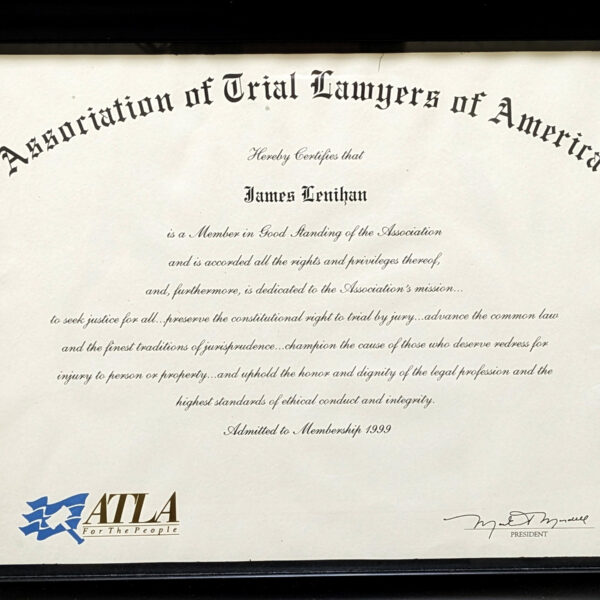 Association of Trial Lawyers of America
Hereby Certifies that
James Lenihan
is a Member in Good Standing of the Association
and is accorded all the rights and privileges thereof,
and, furthermore, is dedicated to the Association's mission...
to seek justice for all...preserve the constitutional right to trial by jury...advance the common law
and the finest traditions of jurisprudence...champion the cause of those who deserve redress for
injury to person or property...and uphold the honor and dignity of the legal profession and the
highest standards of ethical conduct and integrity.
Admitted to Membership 1999
ATLA
For The People
PRESIDENT